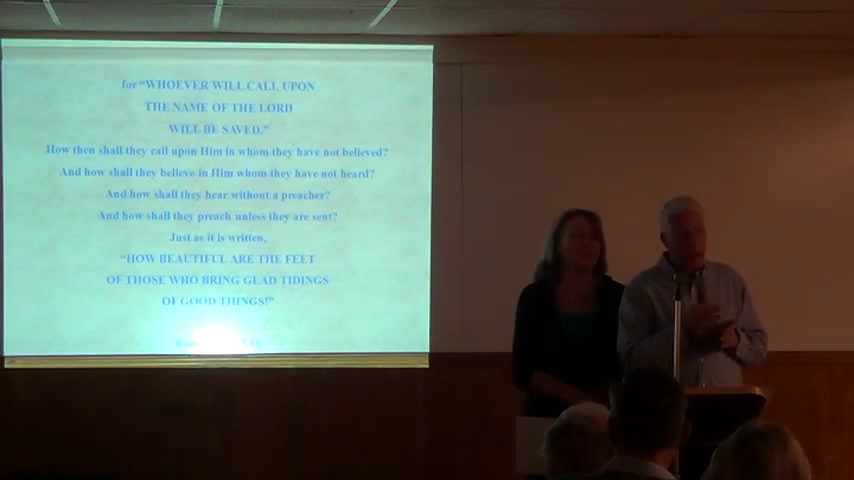 for “WHOEVER WILL CALL UPON
THE NAME OF THE LORD
WILL BE SAVED.”
How then shall they call upon Him in whom they have not believed?
And how shall they believe in Him whom they have not heard?
And how shall they hear without a preacher?
And how shall they preach unless they are sent?
Just as it is written,
“HOW BEAUTIFUL ARE THE FEET
OF THOSE WHO BRING GLAD TIDINGS
OF GOOD THINGS!”